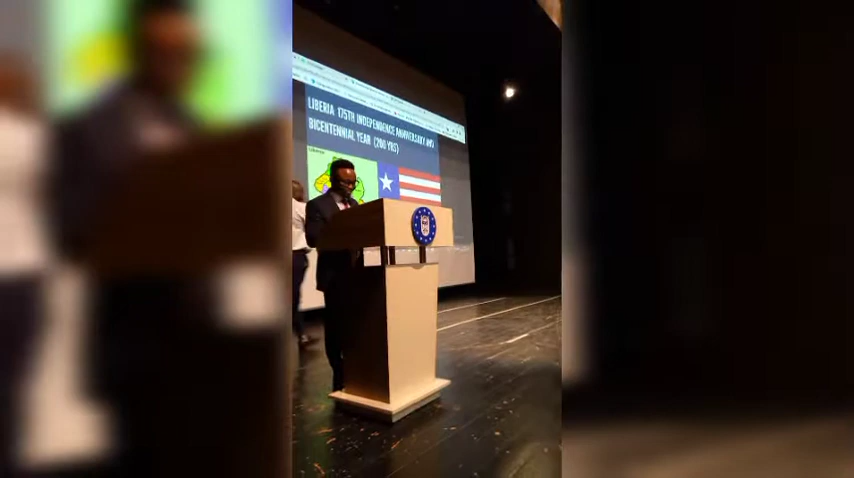 LIBERIA 175TH INDEPENDENCE ANNIVERSARY AND
BICENTENNIAL YEAR (200 YRS)